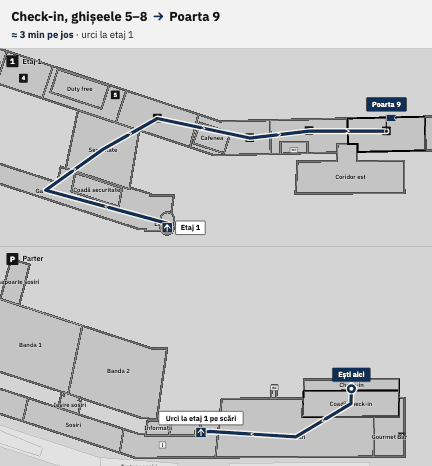 Check-in, ghișeele 5–8 → Poarta 9
≈ 3 min pe jos · urci la etaj 1
1 Etaj 1
4
Duty free
5
Poarta 9
Cafenea
Coadă securitate
Coridor est
Etaj 1
P Parter
Banda 1
Banda 2
Sosiri
Ești aici
Urci la etaj 1 pe scări
Informații
Gourmet Bar